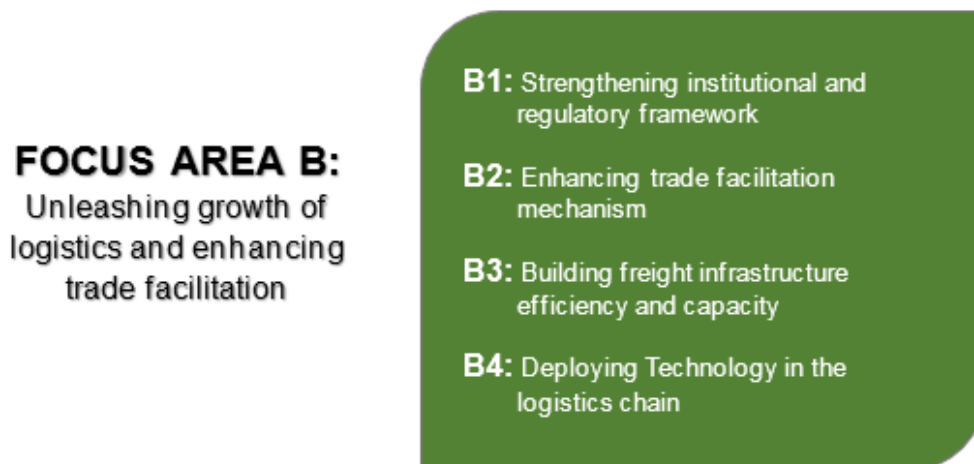 FOCUS AREA B:
Unleashing growth of
logistics and enhancing
trade facilitation
B1: Strengthening institutional and
regulatory framework
B2: Enhancing trade facilitation
mechanism
B3: Building freight infrastructure
efficiency and capacity
B4: Deploying Technology in the
logistics chain